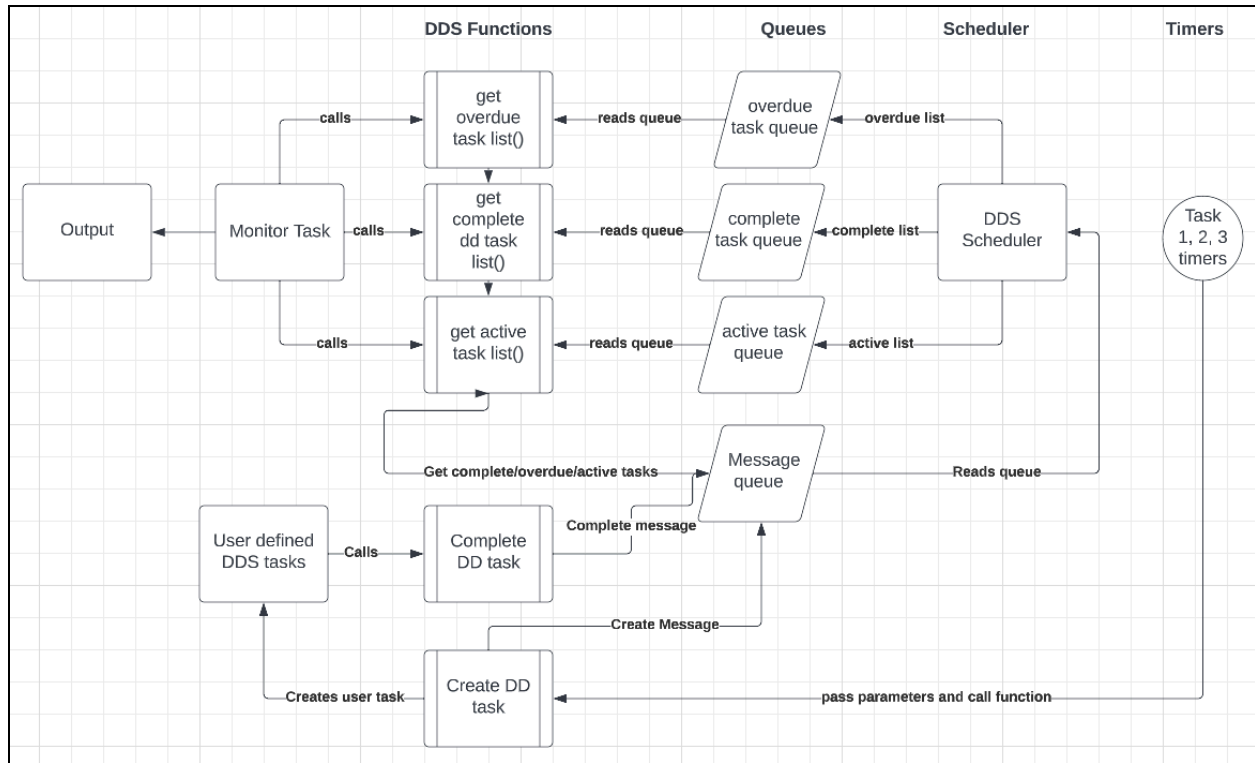 DDS Functions
Queues
Scheduler
Timers
get
overdue
task list()
calls
reads queue
overdue
task queue
overdue list
Output
Monitor Task
calls
get
complete
dd task
list()
reads queue
complete
task queue
complete list
DDS
Scheduler
Task
1, 2, 3
timers
calls
get active
task list()
reads queue
active task
queue
active list
Get complete/overdue/active tasks
Message
queue
Reads queue
User defined
DDS tasks
Calls
Complete
DD task
Complete message
Create Message
Creates user task
Create DD
task
pass parameters and call function